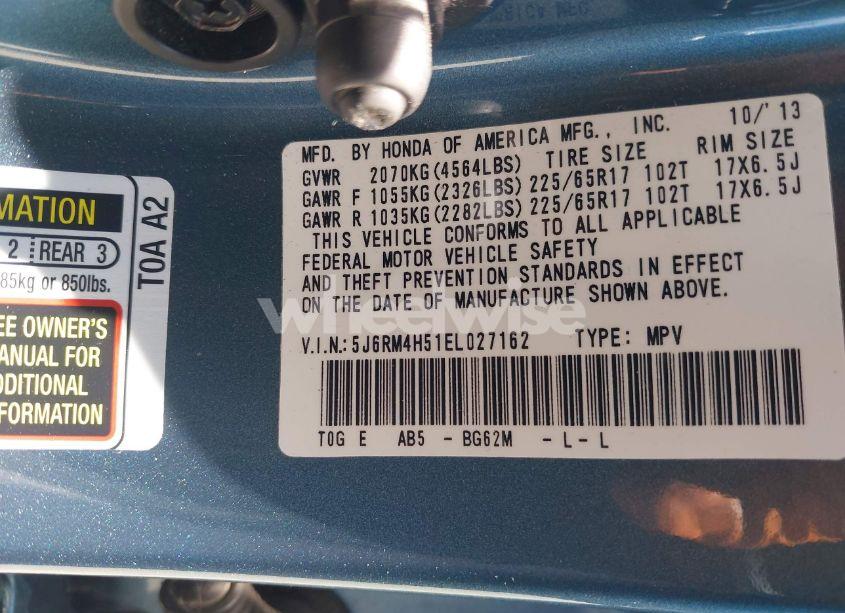 10/'13
MFD. BY HONDA OF AMERICA MFG., INC.
GVWR 2070KG(4564LBS) TIRE SIZE RIM SIZE
GAWR F 1055KG(2326LBS) 225/65R17 102T 17X6.5J
GAWR R 1035KG(2282LBS) 225/65R17 102T 17X6.5J
THIS VEHICLE CONFORMS TO ALL APPLICABLE
FEDERAL MOTOR VEHICLE SAFETY
AND THEFT PREVENTION STANDARDS IN EFFECT
ON THE DATE OF MANUFACTURE SHOWN ABOVE.
V.I.N.: 5J6RM4H51EL027162 TYPE: MPV
T0G E AB5 - BG62M - L - L
wheelwise
MATION
2 REAR 3
85kg or 850lbs.
EE OWNER'S
MANUAL FOR
DDITIONAL
FORMATION
T0A A2